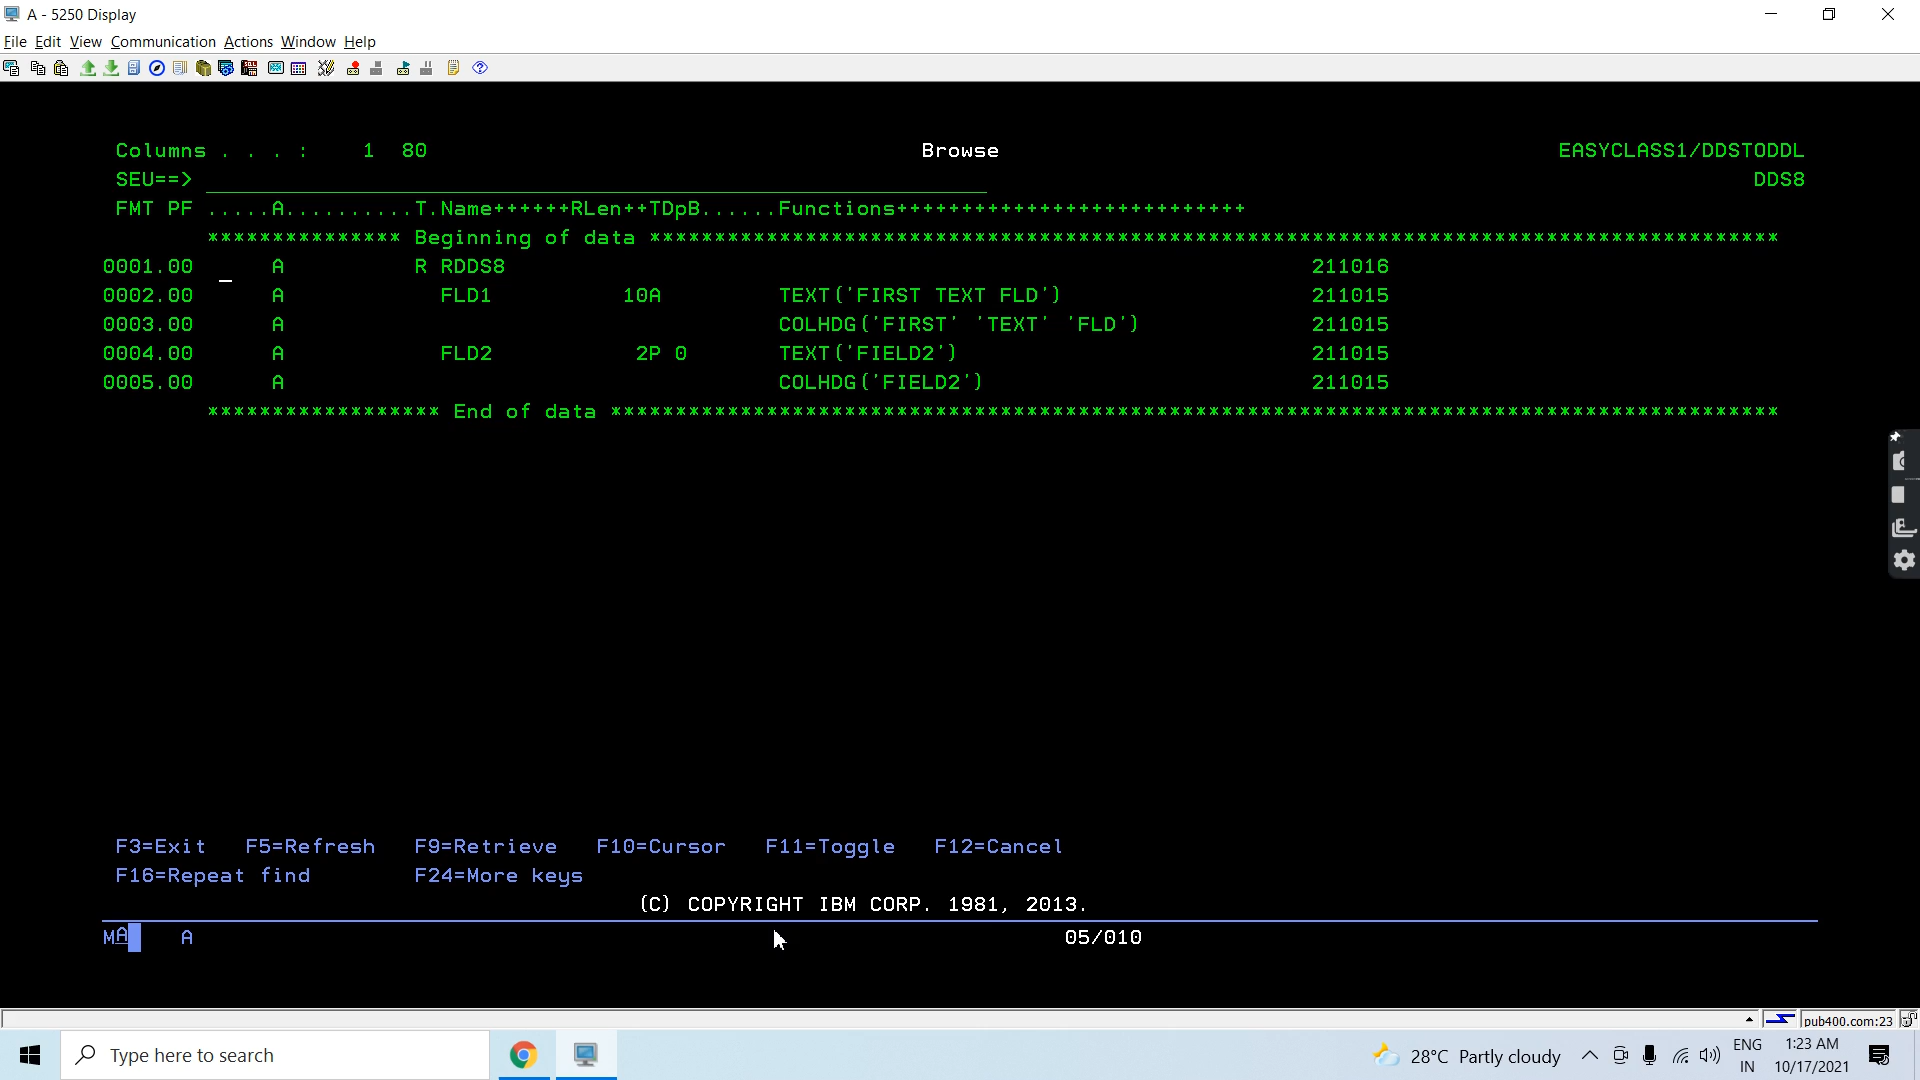 A - 5250 Display
File Edit View Communication Actions Window Help
Columns . . . :    1  80                                      Browse                                           EASYCLASS1/DDSTODDL
SEU==> ____________________________________________________________ DDS8
FMT PF .....A..........T.Name++++++RLen++TDpB......Functions+++++++++++++++++++++++++++
*************** Beginning of data ***************************************************************************************
0001.00      A          R RDDS8                                                              211016
0002.00      A            FLD1          10A         TEXT('FIRST TEXT FLD')                   211015
0003.00      A                                      COLHDG('FIRST' 'TEXT' 'FLD')             211015
0004.00      A            FLD2           2P 0       TEXT('FIELD2')                           211015
0005.00      A                                      COLHDG('FIELD2')                         211015
****************** End of data ******************************************************************************************
F3=Exit   F5=Refresh   F9=Retrieve   F10=Cursor   F11=Toggle   F12=Cancel
F16=Repeat find        F24=More keys
(C) COPYRIGHT IBM CORP. 1981, 2013.
MA   A   05/010
pub400.com:23
Type here to search
28°C Partly cloudy
ENG
IN
1:23 AM
10/17/2021